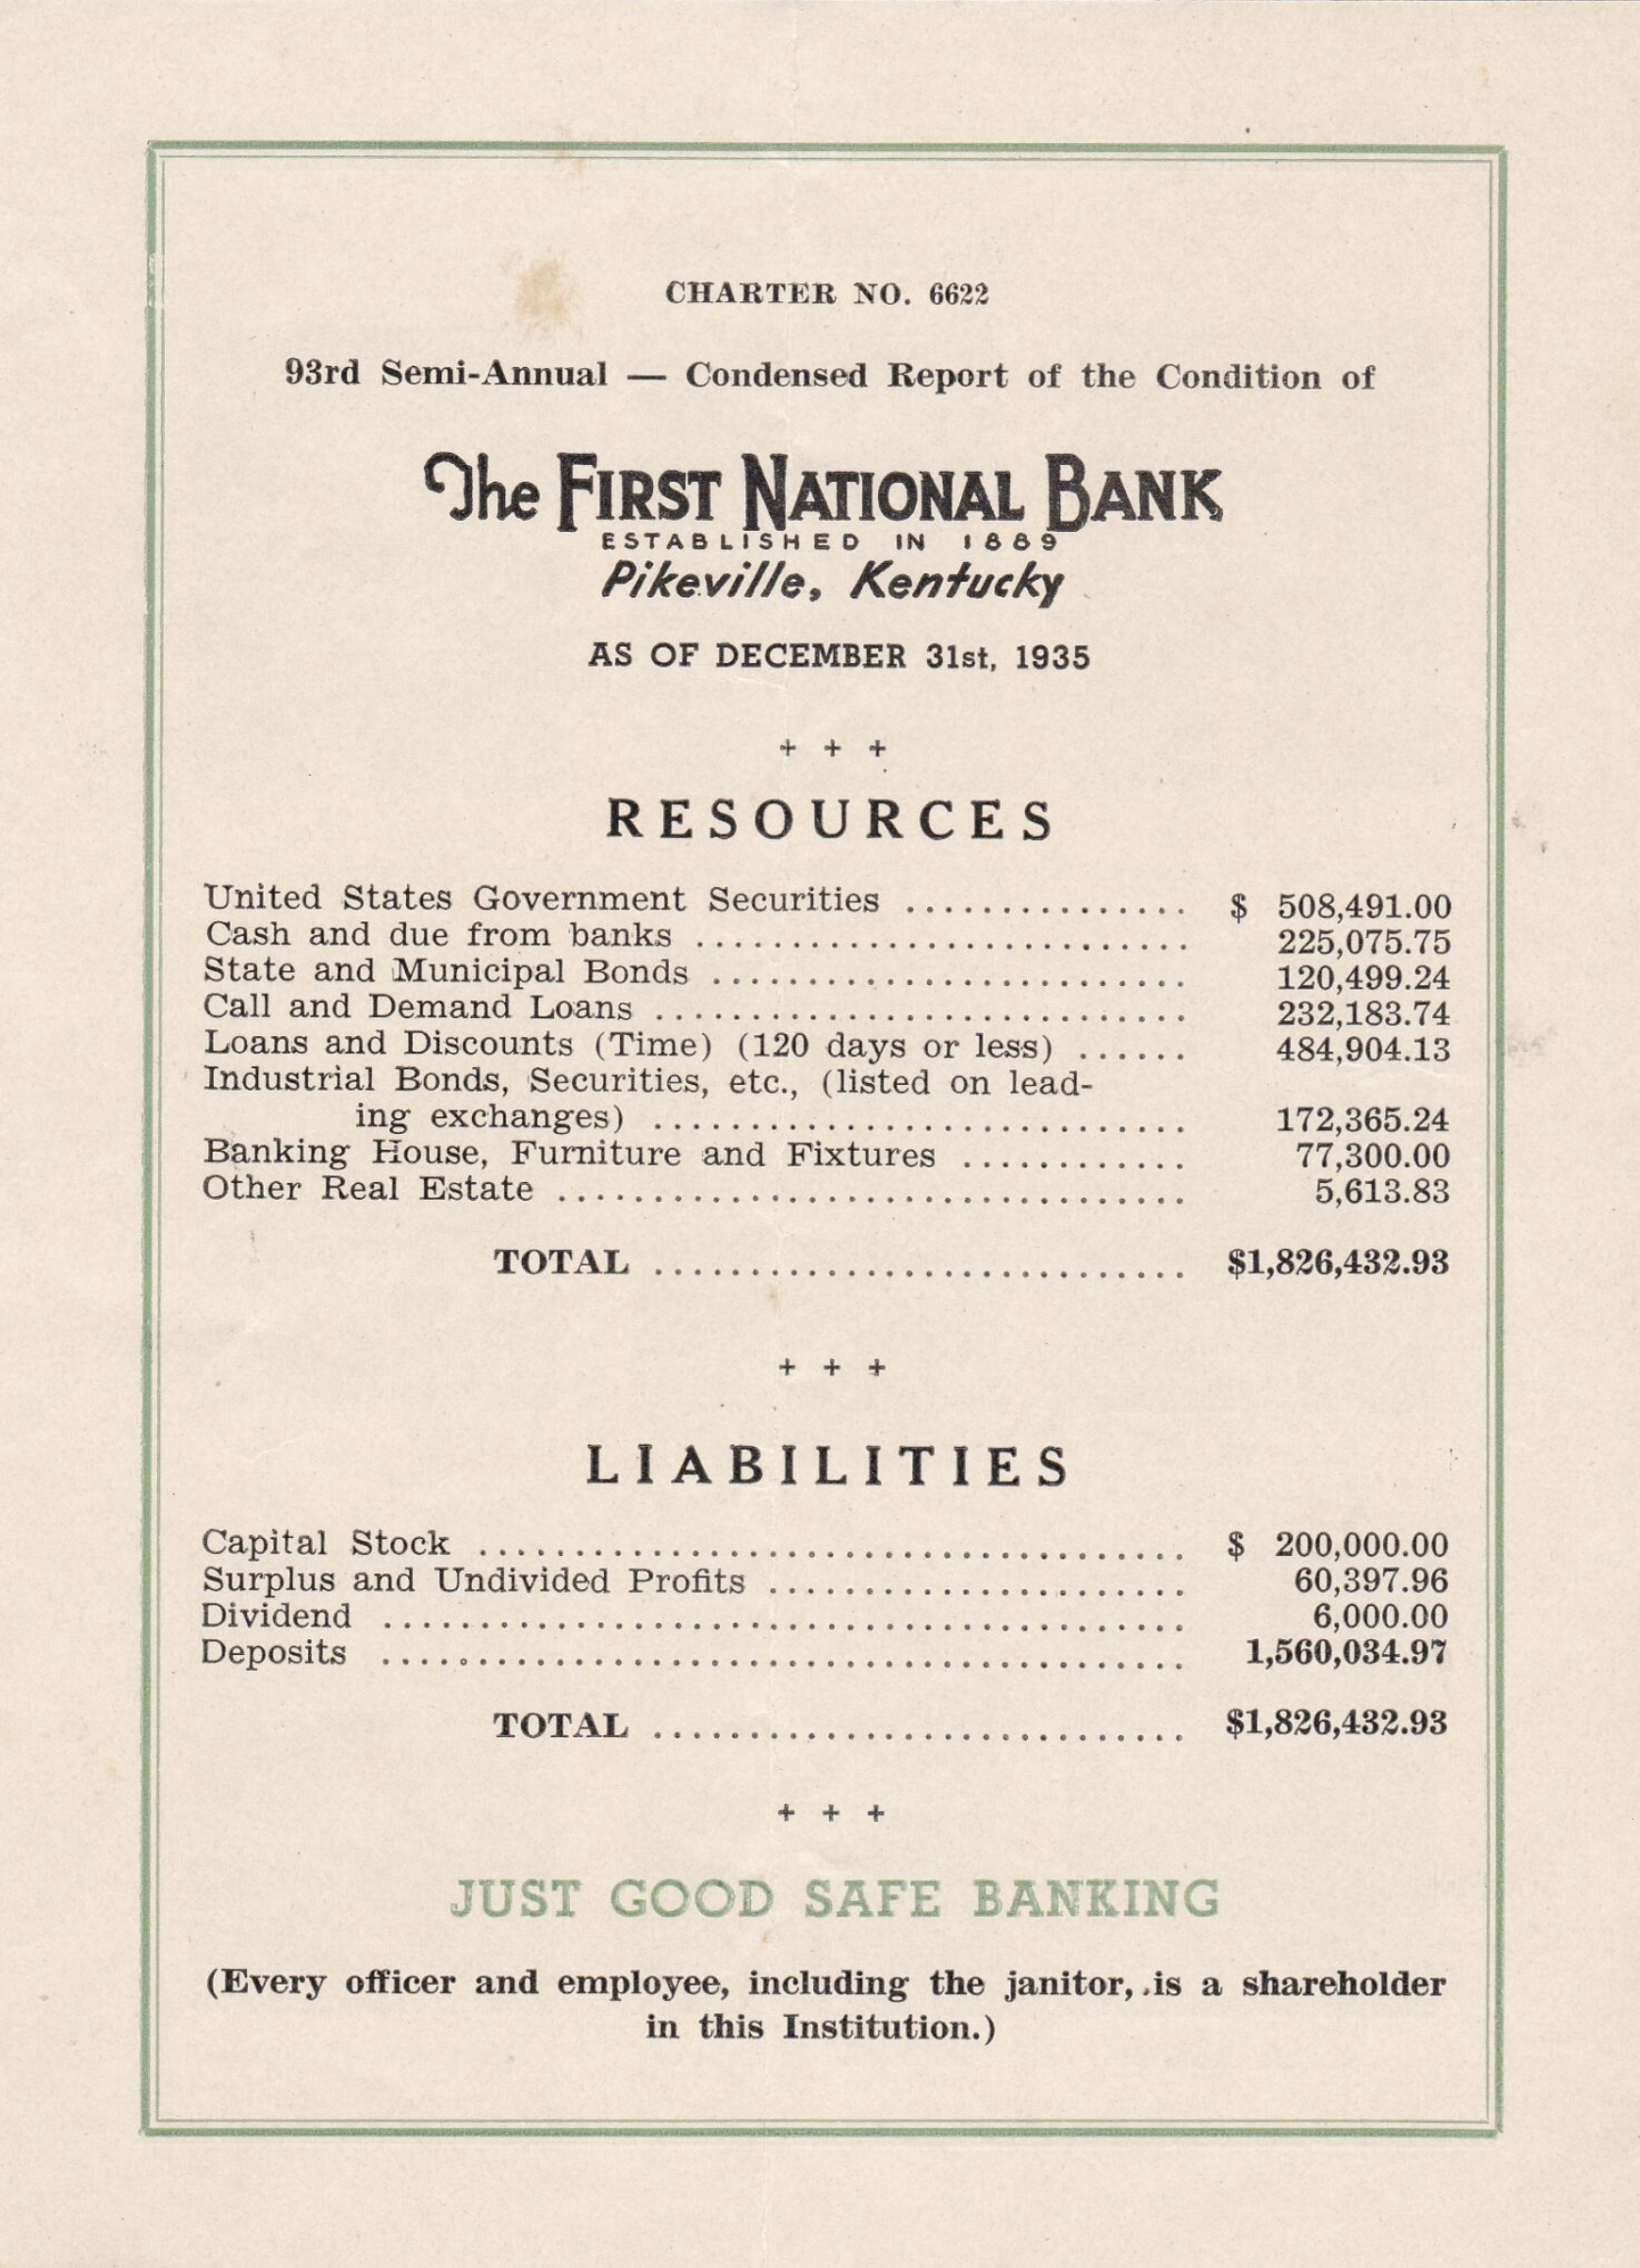 CHARTER NO. 6622
93rd Semi-Annual — Condensed Report of the Condition of
The FIRST NATIONAL BANK
ESTABLISHED IN 1889
Pikeville, Kentucky
AS OF DECEMBER 31st, 1935
+ + +
RESOURCES
United States Government Securities ............... $ 508,491.00
Cash and due from banks .......................... 225,075.75
State and Municipal Bonds ......................... 120,499.24
Call and Demand Loans ............................ 232,183.74
Loans and Discounts (Time) (120 days or less) ...... 484,904.13
Industrial Bonds, Securities, etc., (listed on lead-
ing exchanges) ............................ 172,365.24
Banking House, Furniture and Fixtures ............ 77,300.00
Other Real Estate ................................. 5,613.83
TOTAL ............................ $1,826,432.93
+ + +
LIABILITIES
Capital Stock ..................................... $ 200,000.00
Surplus and Undivided Profits ...................... 60,397.96
Dividend .......................................... 6,000.00
Deposits .......................................... 1,560,034.97
TOTAL ............................ $1,826,432.93
+ + +
JUST GOOD SAFE BANKING
(Every officer and employee, including the janitor, is a shareholder
in this Institution.)